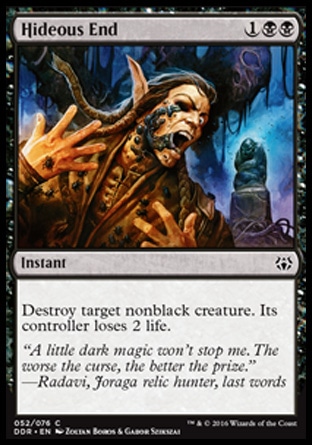 Hideous End 1
Instant
Destroy target nonblack creature. Its
controller loses 2 life.
“A little dark magic won’t stop me. The
worse the curse, the better the prize.”
—Radavi, Joraga relic hunter, last words
052/076 C
DDR • EN Zoltan Boros & Gabor Szikszai
™ & © 2016 Wizards of the Coast